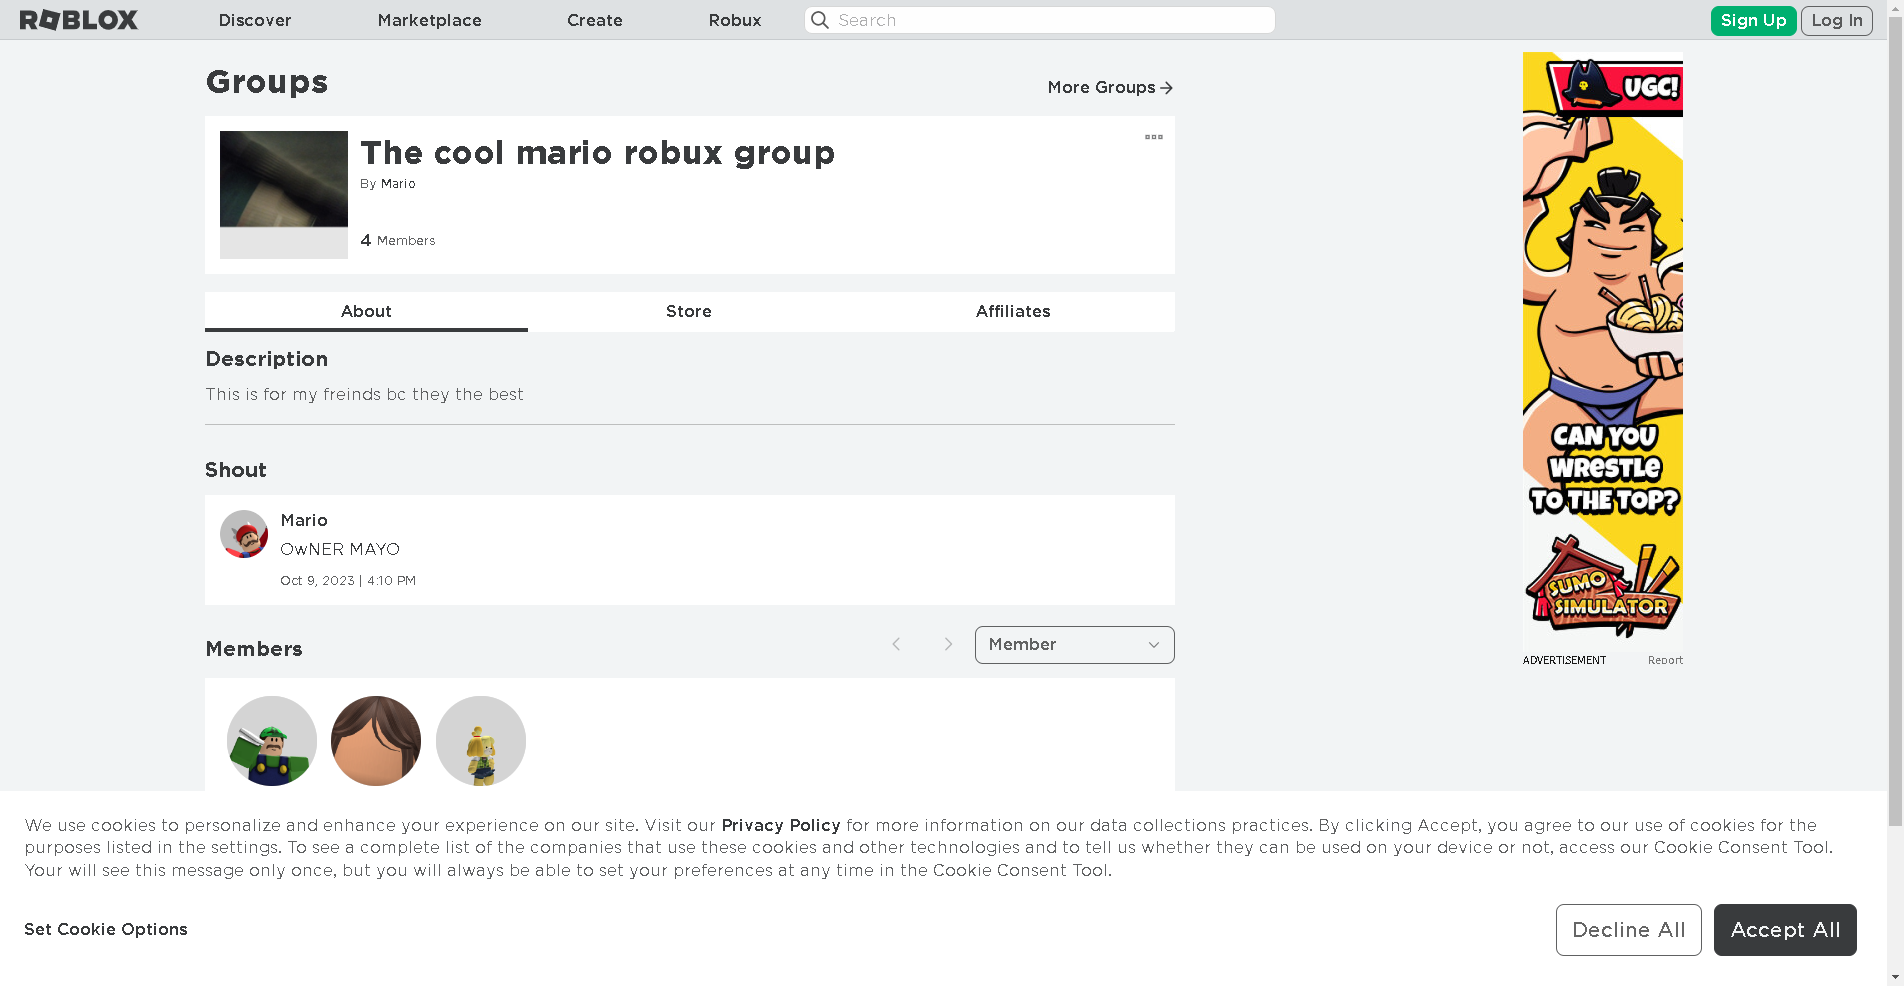 ROBLOX
Discover
Marketplace
Create
Robux
Search
Sign Up
Log In
Groups
More Groups
The cool mario robux group
By Mario
4 Members
About
Store
Affiliates
Description
This is for my freinds bc they the best
Shout
Mario
OwNER MAYO
Oct 9, 2023 | 4:10 PM
Members
Member
UGC!
CAN YOU
WRESTLE
TO THE TOP?
SUMO
SIMULATOR
ADVERTISEMENT
Report
We use cookies to personalize and enhance your experience on our site. Visit our Privacy Policy for more information on our data collections practices. By clicking Accept, you agree to our use of cookies for the
purposes listed in the settings. To see a complete list of the companies that use these cookies and other technologies and to tell us whether they can be used on your device or not, access our Cookie Consent Tool.
Your will see this message only once, but you will always be able to set your preferences at any time in the Cookie Consent Tool.
Set Cookie Options
Decline All
Accept All